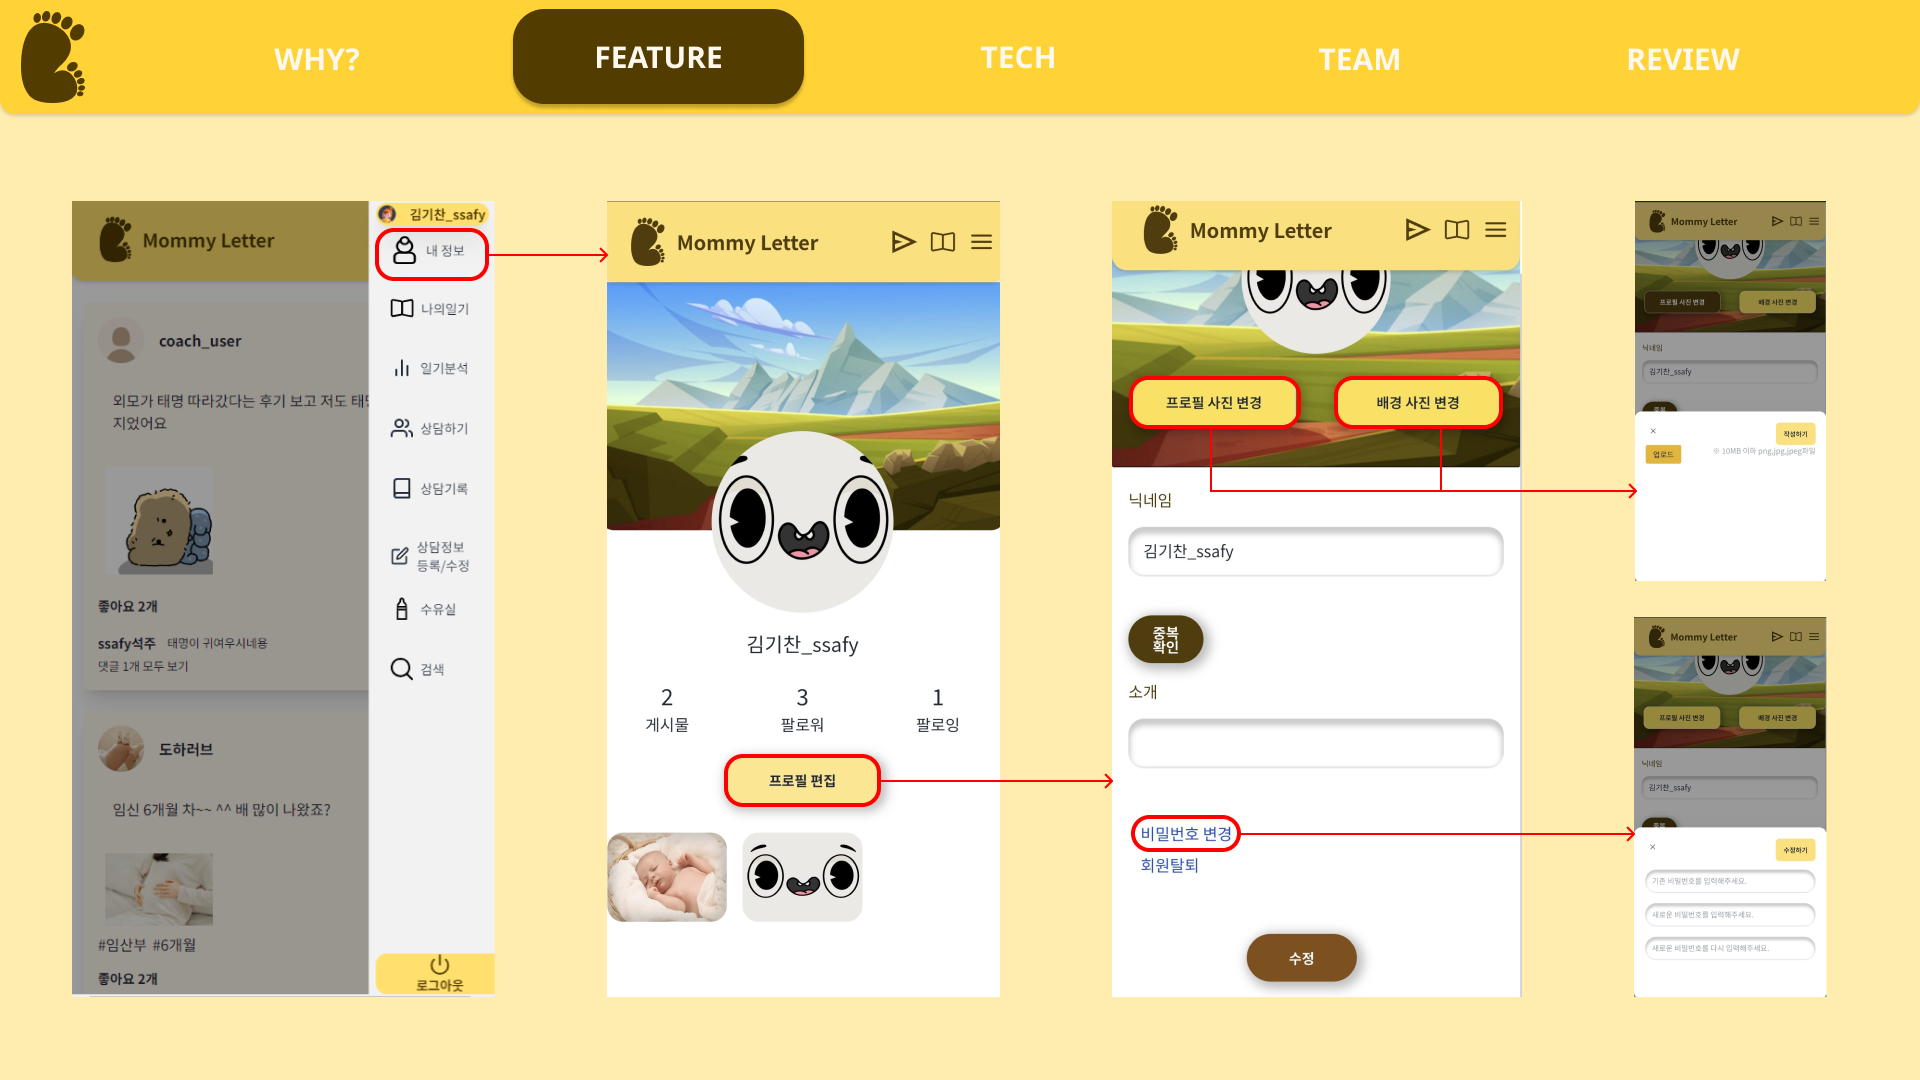 WHY?
FEATURE
TECH
TEAM
REVIEW
Mommy Letter
coach_user
외모가 태명 따라갔다는 후기 보고 저도
지었어요
좋아요 2개
ssafy석주 태명이 귀여우시네용
댓글 1개 모두 보기
도하러브
임신 6개월 차~~ ^^ 배 많이 나왔죠?
#임산부 #6개월
좋아요 2개
김기찬_ssafy
내 정보
나의일기
일기분석
상담하기
상담기록
상담정보
등록/수정
수유실
검색
로그아웃
Mommy Letter
김기찬_ssafy
2 3 1
게시물 팔로워 팔로잉
프로필 편집
Mommy Letter
프로필 사진 변경 배경 사진 변경
닉네임
김기찬_ssafy
중복
확인
소개
비밀번호 변경
회원탈퇴
수정
Mommy Letter
프로필 사진 변경 배경 사진 변경
닉네임
김기찬_ssafy
중복
×
작성하기
업로드
※ 10MB 이하 png,jpg,jpeg파일
Mommy Letter
프로필 사진 변경 배경 사진 변경
닉네임
김기찬_ssafy
중복
×
수정하기
기존 비밀번호를 입력해주세요.
새로운 비밀번호를 입력해주세요.
새로운 비밀번호를 다시 입력해주세요.